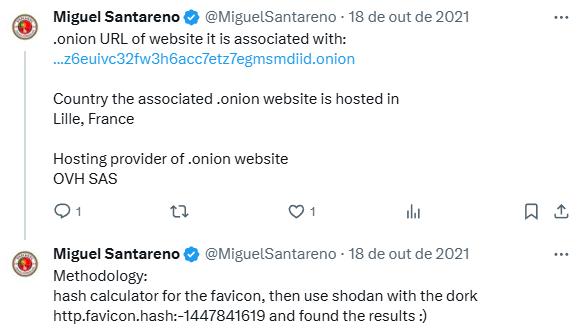 Miguel Santareno @MiguelSantareno · 18 de out de 2021
.onion URL of website it is associated with:
...z6euivc32fw3h6acc7etz7egmsmdiid.onion
Country the associated .onion website is hosted in
Lille, France
Hosting provider of .onion website
OVH SAS
1 1
Miguel Santareno @MiguelSantareno · 18 de out de 2021
Methodology:
hash calculator for the favicon, then use shodan with the dork
http.favicon.hash:-1447841619 and found the results :)